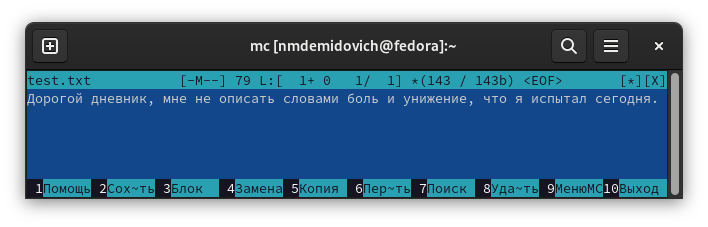 mc [nmdemidovich@fedora]:~
test.txt [-M--] 79 L:[ 1+ 0 1/ 1] *(143 / 143b) <EOF> [*][X]
Дорогой дневник, мне не описать словами боль и унижение, что я испытал сегодня.
1Помощь 2Сох~ть 3Блок 4Замена 5Копия 6Пер~ть 7Поиск 8Уда~ть 9МенюМС 10Выход